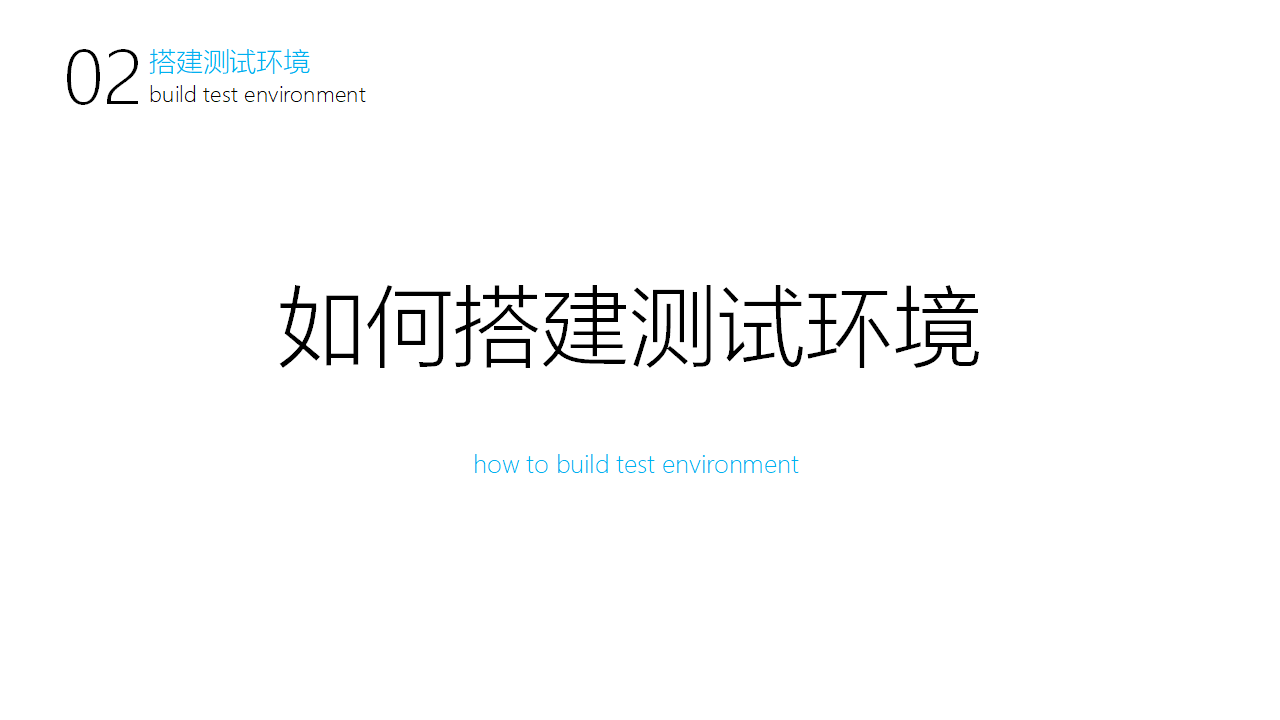 02
搭建测试环境
build test environment
如何搭建测试环境
how to build test environment